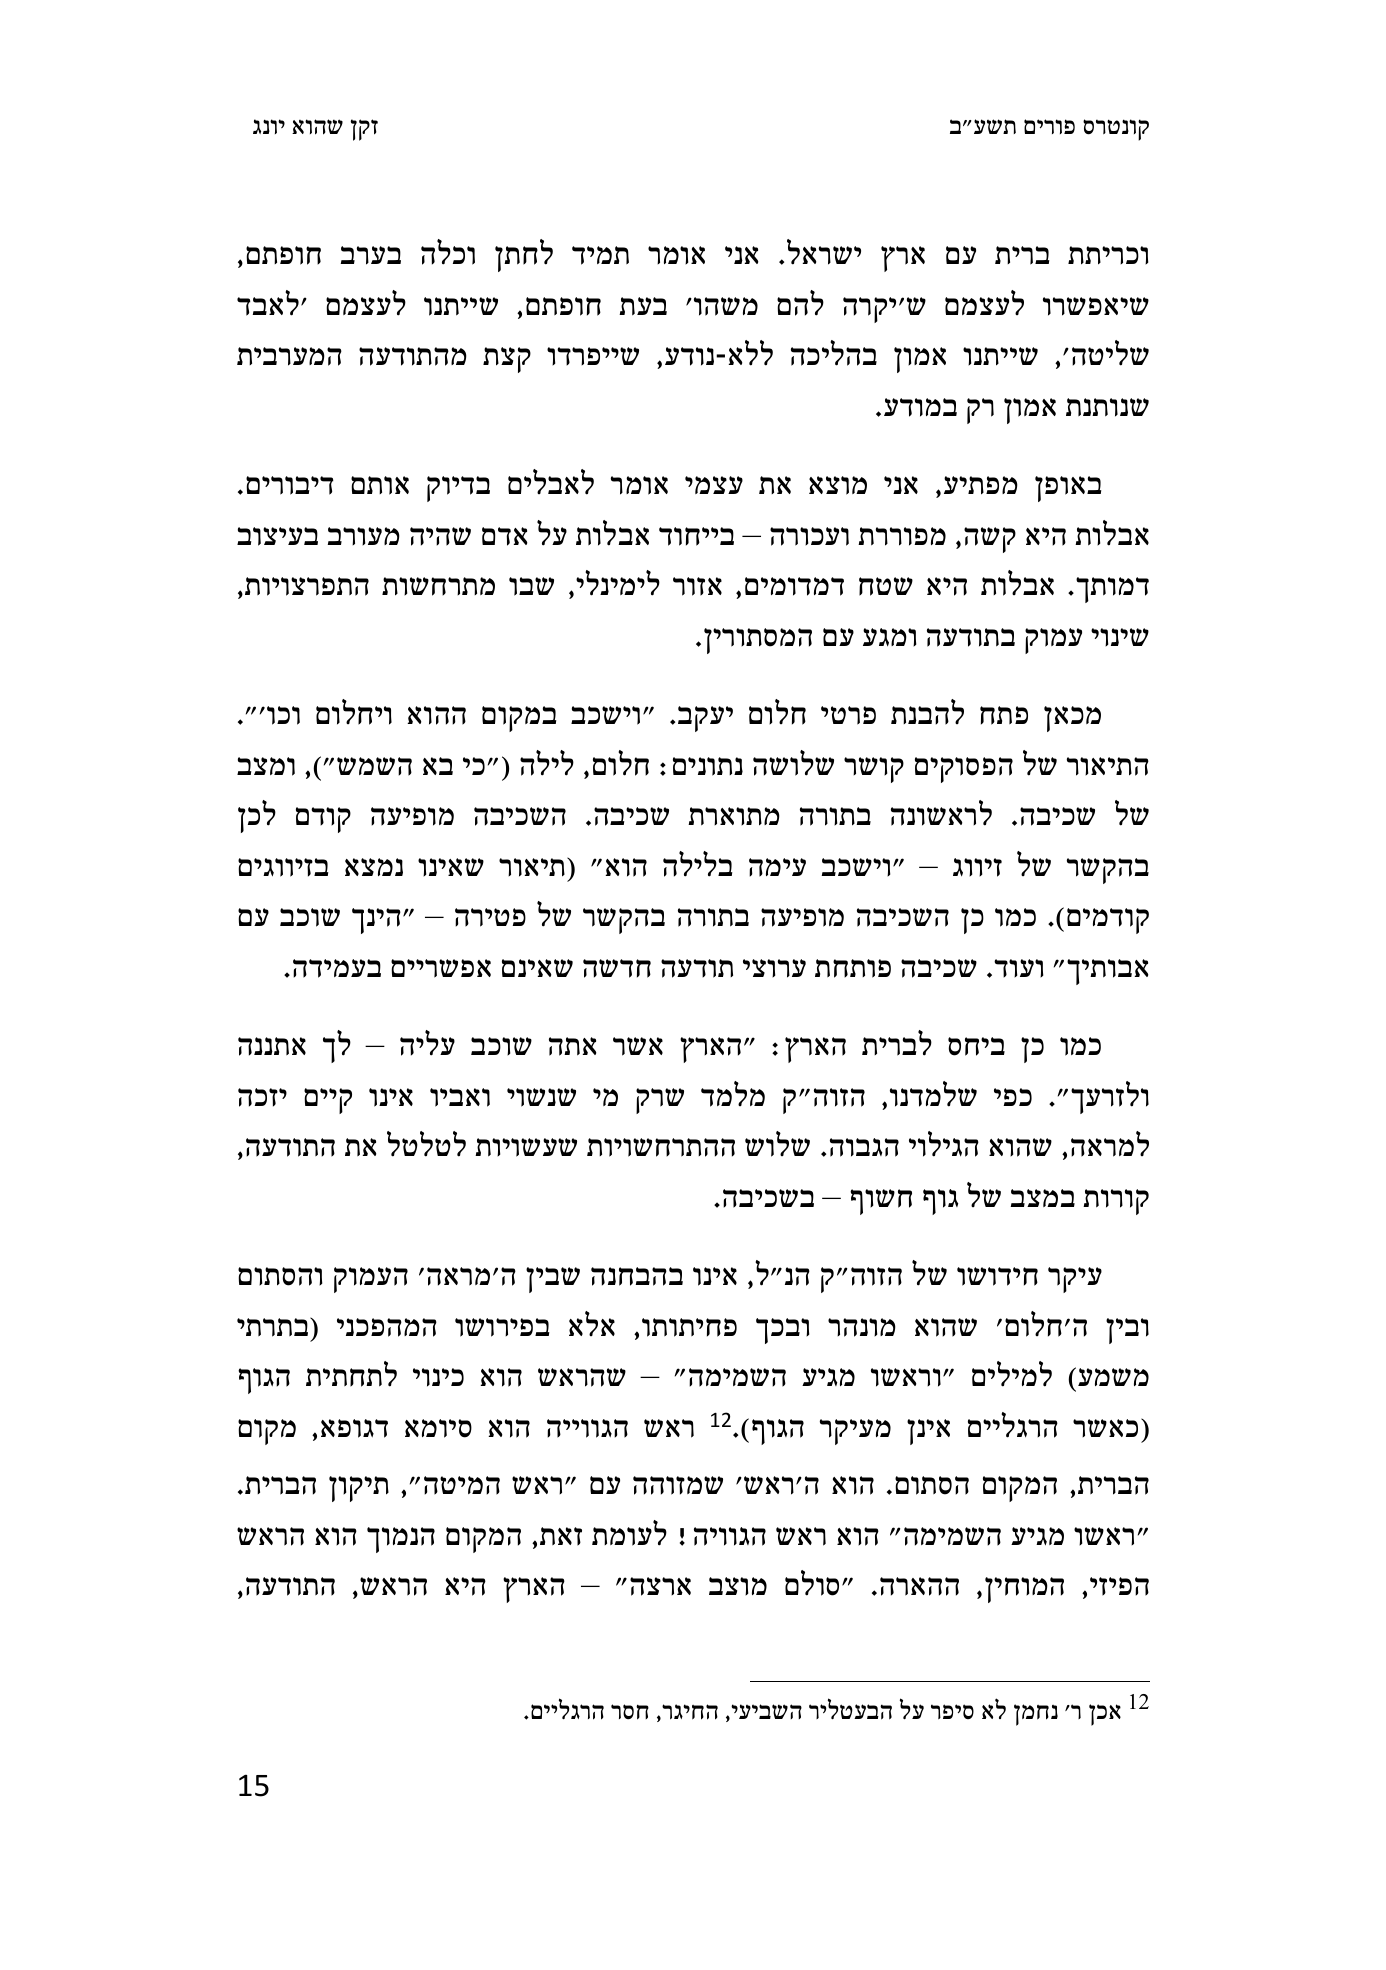 קונטרס פורים תשע״ב זקן שהוא יונג
וכריתת ברית עם ארץ ישראל. אני אומר תמיד לחתן וכלה בערב חופתם,
שיאפשרו לעצמם ש׳יקרה להם משהו׳ בעת חופתם, שייתנו לעצמם ׳לאבד
שליטה׳, שייתנו אמון בהליכה ללא-נודע, שייפרדו קצת מהתודעה המערבית
שנותנת אמון רק במודע.
באופן מפתיע, אני מוצא את עצמי אומר לאבלים בדיוק אותם דיבורים.
אבלות היא קשה, מפוררת ועכורה – בייחוד אבלות על אדם שהיה מעורב בעיצוב
דמותך. אבלות היא שטח דמדומים, אזור לימינלי, שבו מתרחשות התפרצויות,
שינוי עמוק בתודעה ומגע עם המסתורין.
מכאן פתח להבנת פרטי חלום יעקב. ״וישכב במקום ההוא ויחלום וכו׳״.
התיאור של הפסוקים קושר שלושה נתונים: חלום, לילה (״כי בא השמש״), ומצב
של שכיבה. לראשונה בתורה מתוארת שכיבה. השכיבה מופיעה קודם לכן
בהקשר של זיווג – ״וישכב עימה בלילה הוא״ (תיאור שאינו נמצא בזיווגים
קודמים). כמו כן השכיבה מופיעה בתורה בהקשר של פטירה – ״הינך שוכב עם
אבותיך״ ועוד. שכיבה פותחת ערוצי תודעה חדשה שאינם אפשריים בעמידה.
כמו כן ביחס לברית הארץ: ״הארץ אשר אתה שוכב עליה – לך אתננה
ולזרעך״. כפי שלמדנו, הזוה״ק מלמד שרק מי שנשוי ואביו אינו קיים יזכה
למראה, שהוא הגילוי הגבוה. שלוש ההתרחשויות שעשויות לטלטל את התודעה,
קורות במצב של גוף חשוף – בשכיבה.
עיקר חידושו של הזוה״ק הנ״ל, אינו בהבחנה שבין ה׳מראה׳ העמוק והסתום
ובין ה׳חלום׳ שהוא מונהר ובכך פחיתותו, אלא בפירושו המהפכני (בתרתי
משמע) למילים ״וראשו מגיע השמימה״ – שהראש הוא כינוי לתחתית הגוף
(כאשר הרגליים אינן מעיקר הגוף).12 ראש הגווייה הוא סיומא דגופא, מקום
הברית, המקום הסתום. הוא ה׳ראש׳ שמזוהה עם ״ראש המיטה״, תיקון הברית.
״ראשו מגיע השמימה״ הוא ראש הגוויה! לעומת זאת, המקום הנמוך הוא הראש
הפיזי, המוחין, ההארה. ״סולם מוצב ארצה״ – הארץ היא הראש, התודעה,
12 אכן ר׳ נחמן לא סיפר על הבעטליר השביעי, החיגר, חסר הרגליים.
15